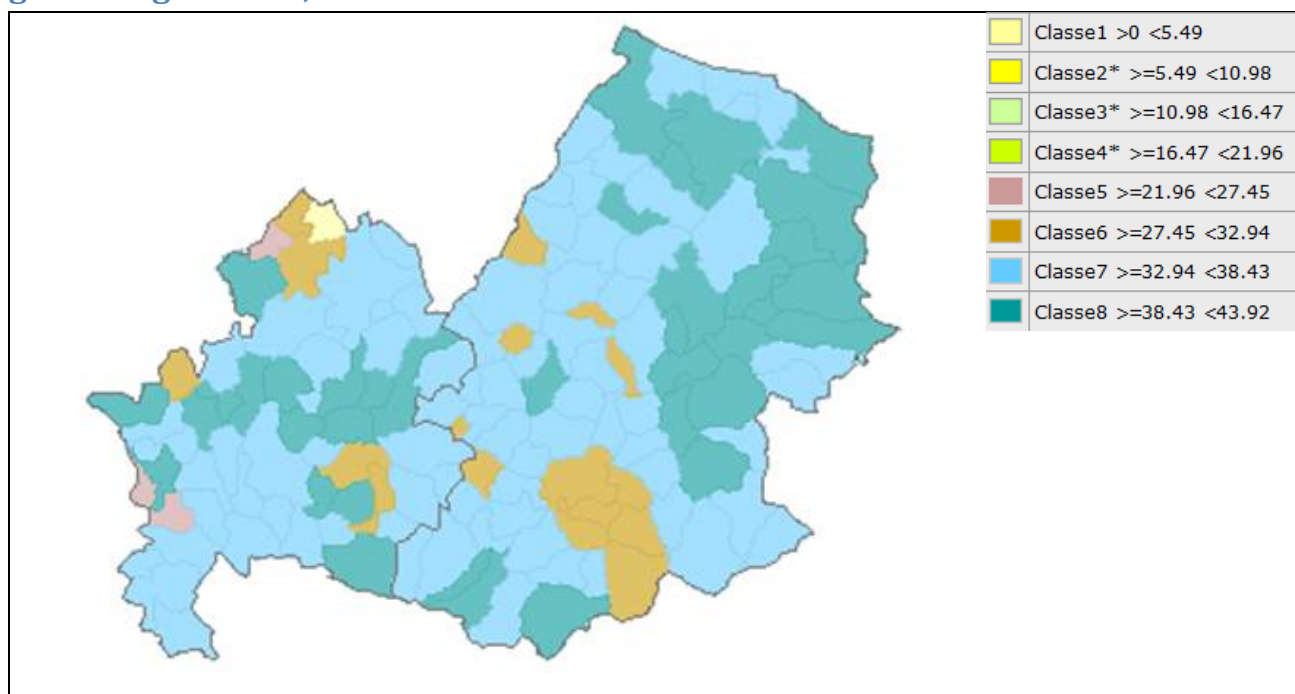 Classe1 >0 <5.49
Classe2* >=5.49 <10.98
Classe3* >=10.98 <16.47
Classe4* >=16.47 <21.96
Classe5 >=21.96 <27.45
Classe6 >=27.45 <32.94
Classe7 >=32.94 <38.43
Classe8 >=38.43 <43.92